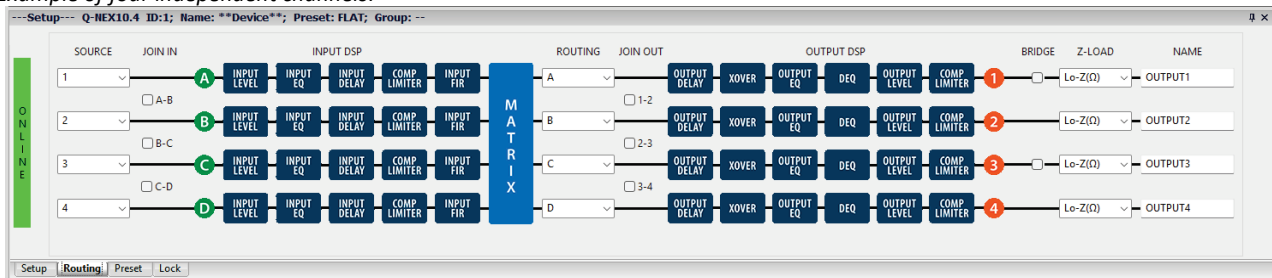 Example of four independent channels.
---Setup--- Q-NEX10.4 ID:1; Name: **Device**; Preset: FLAT; Group: --
SOURCE JOIN IN INPUT DSP ROUTING JOIN OUT OUTPUT DSP BRIDGE Z-LOAD NAME
1 A INPUT LEVEL INPUT EQ INPUT DELAY COMP LIMITER INPUT FIR A OUTPUT DELAY XOVER OUTPUT EQ DEQ OUTPUT LEVEL COMP LIMITER 1 Lo-Z(Ω) OUTPUT1
A-B 1-2
2 B INPUT LEVEL INPUT EQ INPUT DELAY COMP LIMITER INPUT FIR B OUTPUT DELAY XOVER OUTPUT EQ DEQ OUTPUT LEVEL COMP LIMITER 2 Lo-Z(Ω) OUTPUT2
B-C 2-3
3 C INPUT LEVEL INPUT EQ INPUT DELAY COMP LIMITER INPUT FIR C OUTPUT DELAY XOVER OUTPUT EQ DEQ OUTPUT LEVEL COMP LIMITER 3 Lo-Z(Ω) OUTPUT3
C-D 3-4
4 D INPUT LEVEL INPUT EQ INPUT DELAY COMP LIMITER INPUT FIR D OUTPUT DELAY XOVER OUTPUT EQ DEQ OUTPUT LEVEL COMP LIMITER 4 Lo-Z(Ω) OUTPUT4
ONLINE
MATRIX
Setup Routing Preset Lock